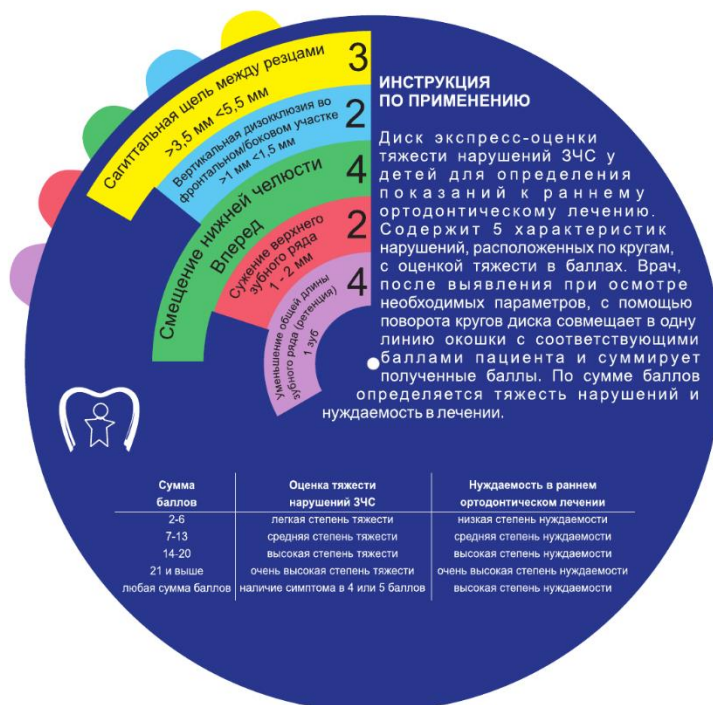 Сагиттальная щель между резцами
>3,5 мм <5,5 мм
3
Вертикальная дизокклюзия во
фронтальном/боковом участке
>1 мм <1,5 мм
2
Смещение нижней челюсти
Вперед
4
Сужение верхнего
зубного ряда
1 - 2 мм
2
Уменьшение общей длины
зубного ряда (ретенция)
1 зуб
4
ИНСТРУКЦИЯ
ПО ПРИМЕНЕНИЮ
Диск экспресс-оценки
тяжести нарушений ЗЧС у
детей для определения
показаний к раннему
ортодонтическому лечению.
Содержит 5 характеристик
нарушений, расположенных по кругам,
с оценкой тяжести в баллах. Врач,
после выявления при осмотре
необходимых параметров, с помощью
поворота кругов диска совмещает в одну
линию окошки с соответствующими
баллами пациента и суммирует
полученные баллы. По сумме баллов
определяется тяжесть нарушений и
нуждаемость в лечении.
Сумма баллов | Оценка тяжести нарушений ЗЧС | Нуждаемость в раннем ортодонтическом лечении
2-6 | легкая степень тяжести | низкая степень нуждаемости
7-13 | средняя степень тяжести | средняя степень нуждаемости
14-20 | высокая степень тяжести | высокая степень нуждаемости
21 и выше | очень высокая степень тяжести | очень высокая степень нуждаемости
любая сумма баллов | наличие симптома в 4 или 5 баллов | высокая степень нуждаемости